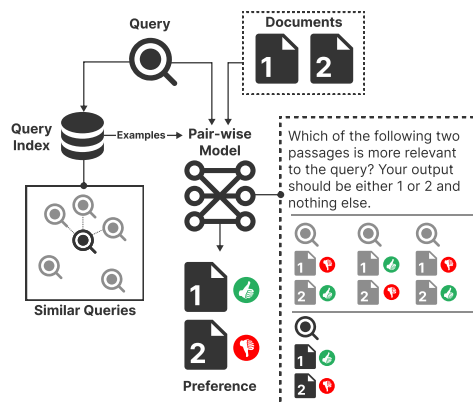 Query
Documents
1
2
Query
Index
Examples
Pair-wise
Model
Which of the following two
passages is more relevant
to the query? Your output
should be either 1 or 2 and
nothing else.
1
1
1
2
2
2
1
2
Similar Queries
1
2
Preference